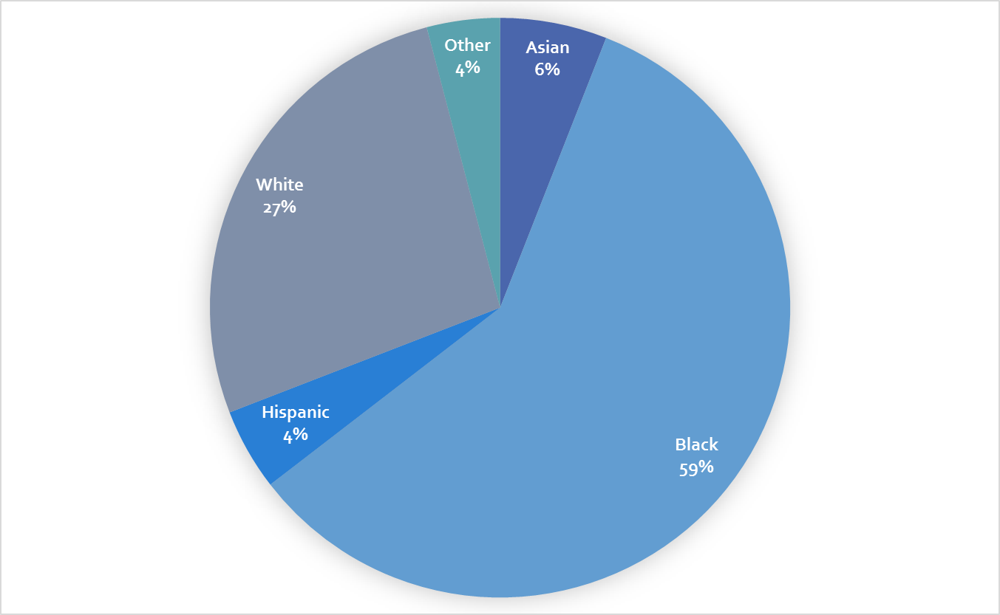 Other
4%
Asian
6%
White
27%
Hispanic
4%
Black
59%